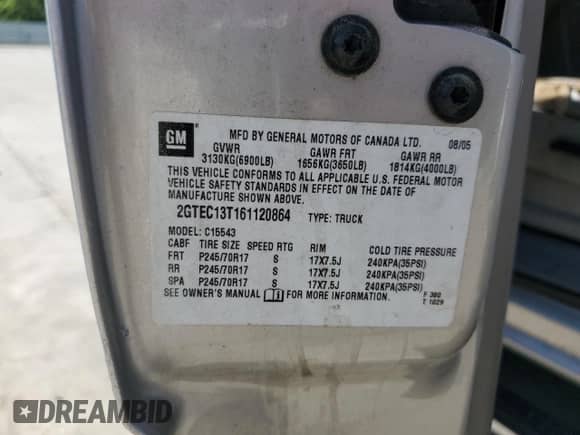 GM
MFD BY GENERAL MOTORS OF CANADA LTD. 08/05
GVWR GAWR FRT GAWR RR
3130KG(6900LB) 1656KG(3650LB) 1814KG(4000LB)
THIS VEHICLE CONFORMS TO ALL APPLICABLE U.S. FEDERAL MOTOR
VEHICLE SAFETY STANDARDS IN EFFECT ON THE DATE OF
MANUFACTURE SHOWN ABOVE.
2GTEC13T161120864 TYPE: TRUCK
MODEL: C15543
CABF TIRE SIZE SPEED RTG RIM COLD TIRE PRESSURE
FRT P245/70R17 S 17X7.5J 240KPA(35PSI)
RR P245/70R17 S 17X7.5J 240KPA(35PSI)
SPA P245/70R17 S 17X7.5J 240KPA(35PSI)
SEE OWNER'S MANUAL FOR MORE INFORMATION. F 380
T 1029
DREAMBID